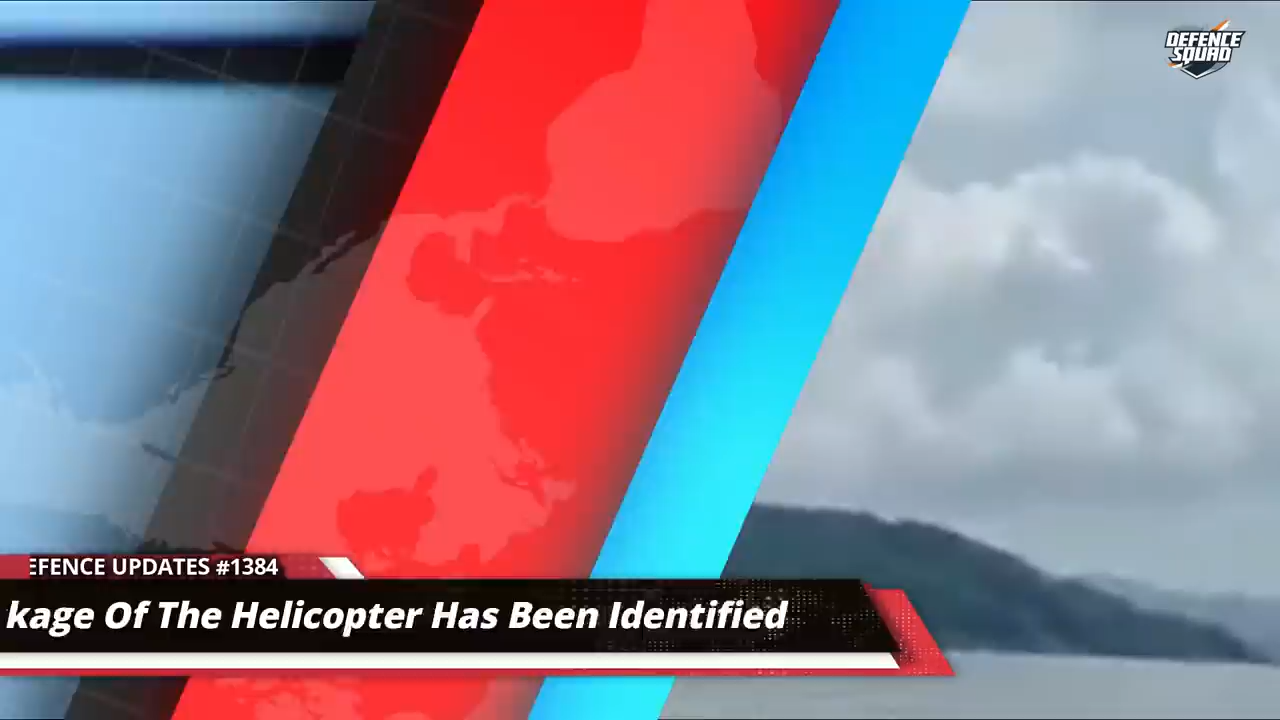 DEFENCE
SQUAD
EFENCE UPDATES #1384
kage Of The Helicopter Has Been Identified